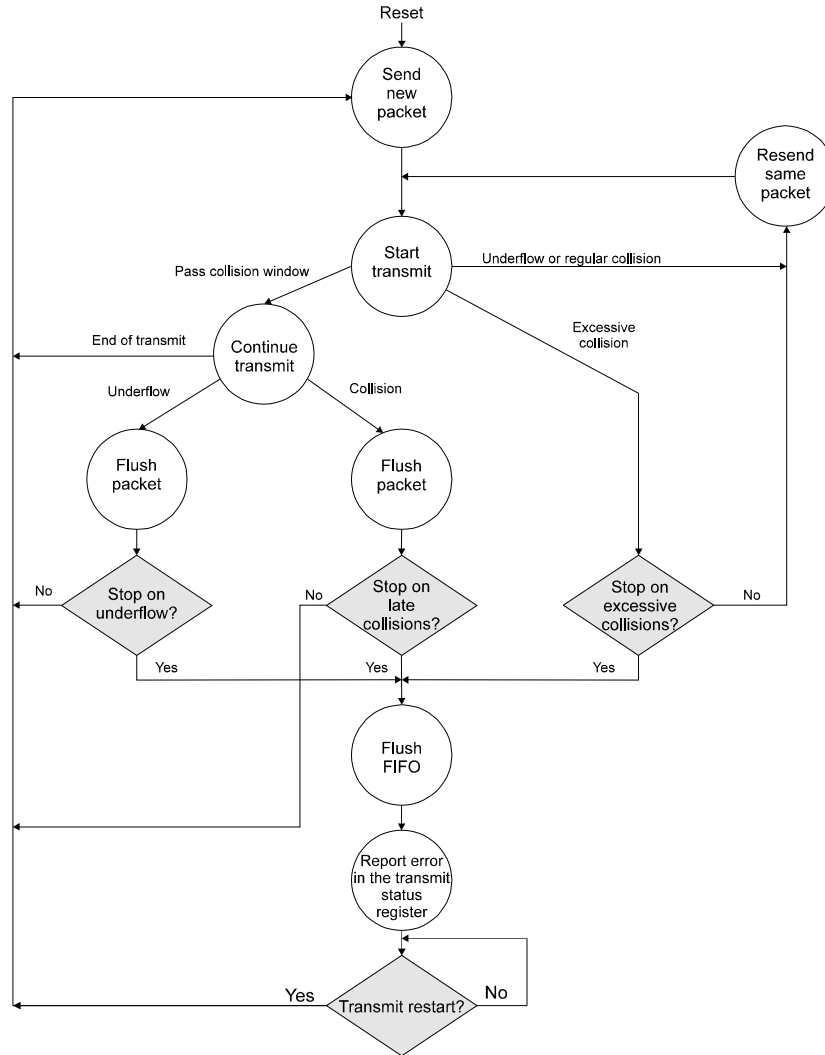 Reset
Send
new
packet
Resend
same
packet
Start
transmit
Underflow or regular collision
Pass collision window
Excessive
collision
End of transmit
Continue
transmit
Underflow
Collision
Flush
packet
Flush
packet
No
Stop on
underflow?
No
Stop on
late
collisions?
Stop on
excessive
collisions?
No
Yes
Yes
Yes
Flush
FIFO
Report error
in the transmit
status
register
Yes
Transmit restart?
No